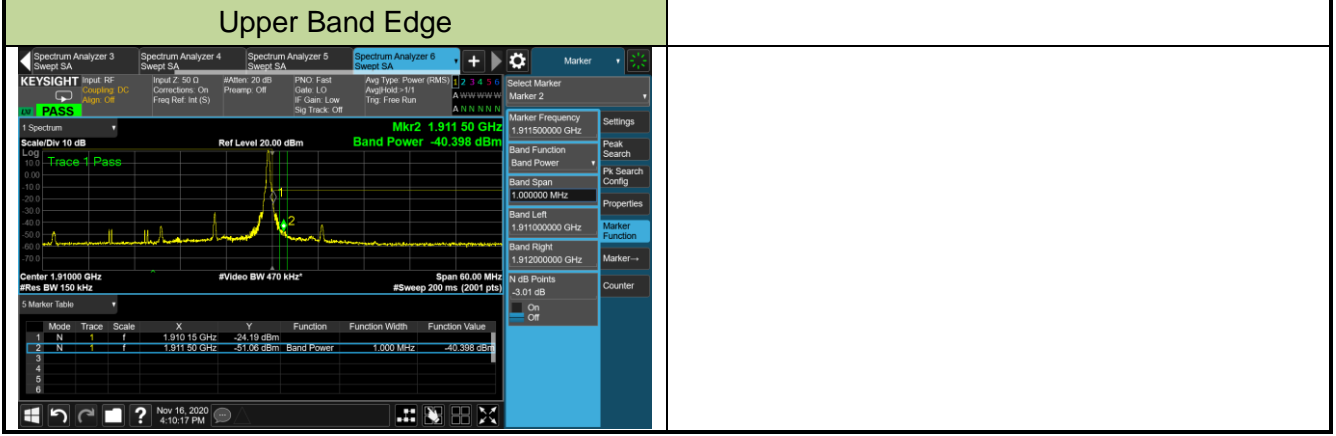 Upper Band Edge
Spectrum Analyzer 3
Swept SA
Spectrum Analyzer 4
Swept SA
Spectrum Analyzer 5
Swept SA
Spectrum Analyzer 6
Swept SA
+
Marker
KEYSIGHT
Input: RF
Coupling: DC
Align: Off
Input Z: 50 Ω
Corrections: On
Freq Ref: Int (S)
#Atten: 20 dB
Preamp: Off
PNO: Fast
Gate: LO
IF Gain: Low
Sig Track: Off
Avg Type: Power (RMS)
Avg|Hold:>1/1
Trig: Free Run
1 2 3 4 5 6
A W W W W W
A N N N N N
PASS
Select Marker
Marker 2
1 Spectrum
Mkr2 1.911 50 GHz
Scale/Div 10 dB
Ref Level 20.00 dBm
Band Power -40.398 dBm
Log
Trace 1 Pass
10.0
0.00
-10.0
-20.0
-30.0
-40.0
-50.0
-60.0
-70.0
1
2
Center 1.91000 GHz
#Video BW 470 kHz*
Span 60.00 MHz
#Res BW 150 kHz
#Sweep 200 ms (2001 pts)
Marker Frequency
1.911500000 GHz
Band Function
Band Power
Band Span
1.000000 MHz
Band Left
1.911000000 GHz
Band Right
1.912000000 GHz
N dB Points
-3.01 dB
On
Off
Settings
Peak
Search
Pk Search
Config
Properties
Marker
Function
Marker→
Counter
5 Marker Table
Mode Trace Scale X Y Function Function Width Function Value
1 N 1 f 1.910 15 GHz -24.19 dBm
2 N 1 f 1.911 50 GHz -51.06 dBm Band Power 1.000 MHz -40.398 dBm
3
4
5
6
?
Nov 16, 2020
4:10:17 PM